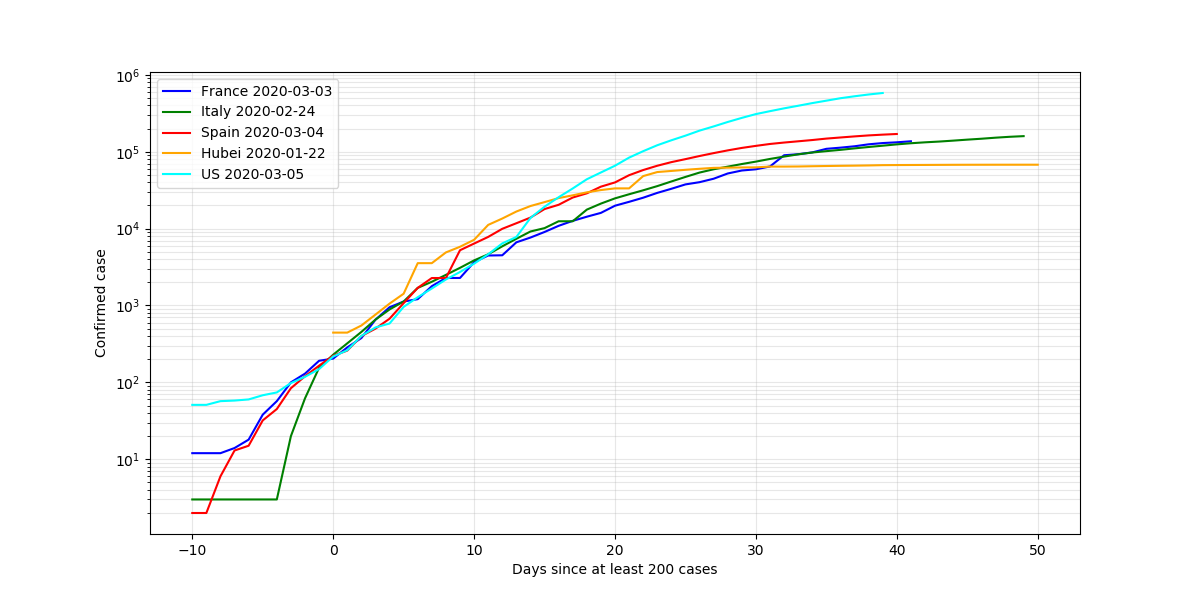 France 2020-03-03
Italy 2020-02-24
Spain 2020-03-04
Hubei 2020-01-22
US 2020-03-05
10⁶
10⁵
10⁴
10³
10²
10¹
Confirmed case
−10 0 10 20 30 40 50
Days since at least 200 cases